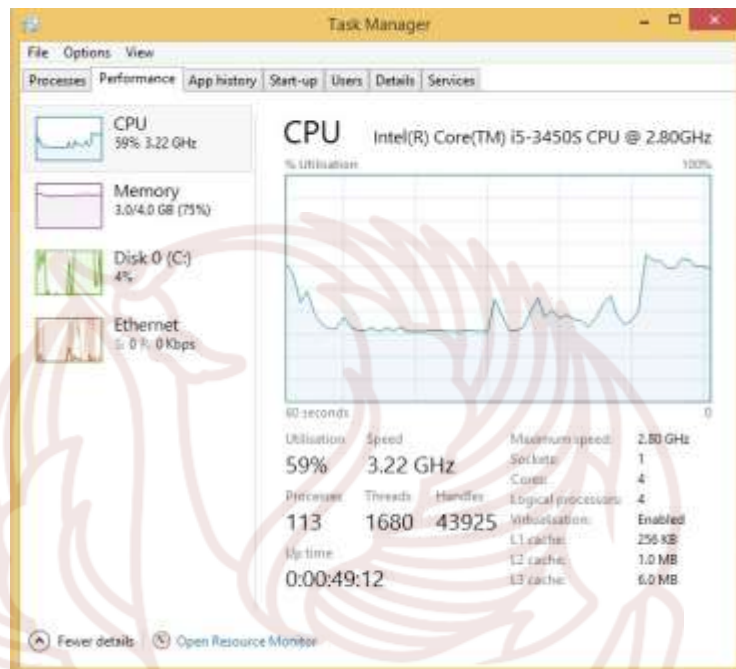 Task Manager
File Options View
Processes Performance App history Start-up Users Details Services
CPU
59% 3.22 GHz
Memory
3.0/4.0 GB (75%)
Disk 0 (C:)
4%
Ethernet
S: 0 R: 0 Kbps
CPU Intel(R) Core(TM) i5-3450S CPU @ 2.80GHz
% Utilisation 100%
60 seconds 0
Utilisation Speed
59% 3.22 GHz
Processes Threads Handles
113 1680 43925
Up time
0:00:49:12
Maximum speed: 2.80 GHz
Sockets: 1
Cores: 4
Logical processors: 4
Virtualisation: Enabled
L1 cache: 256 KB
L2 cache: 1.0 MB
L3 cache: 6.0 MB
Fewer details Open Resource Monitor